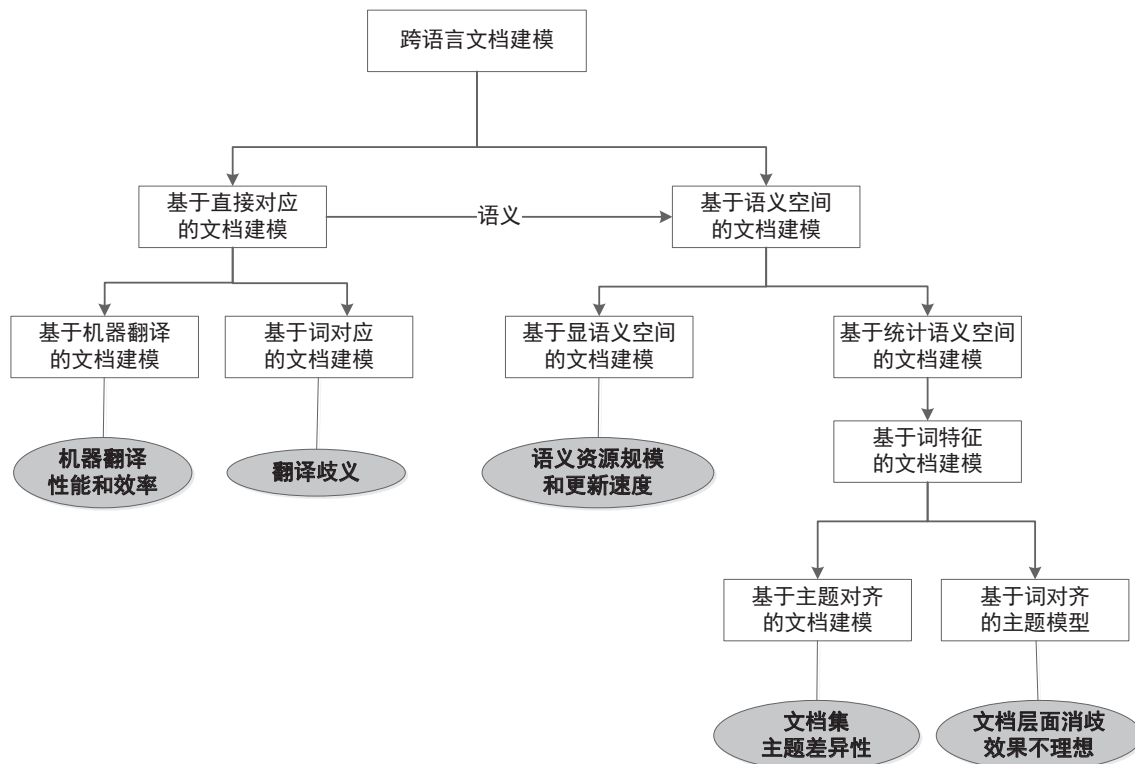 跨语言文档建模
基于直接对应
的文档建模
语义
基于语义空间
的文档建模
基于机器翻译
的文档建模
基于词对应
的文档建模
基于显语义空间
的文档建模
基于统计语义空间
的文档建模
机器翻译
性能和效率
翻译歧义
语义资源规模
和更新速度
基于词特征
的文档建模
基于主题对齐
的文档建模
基于词对齐
的主题模型
文档集
主题差异性
文档层面消歧
效果不理想